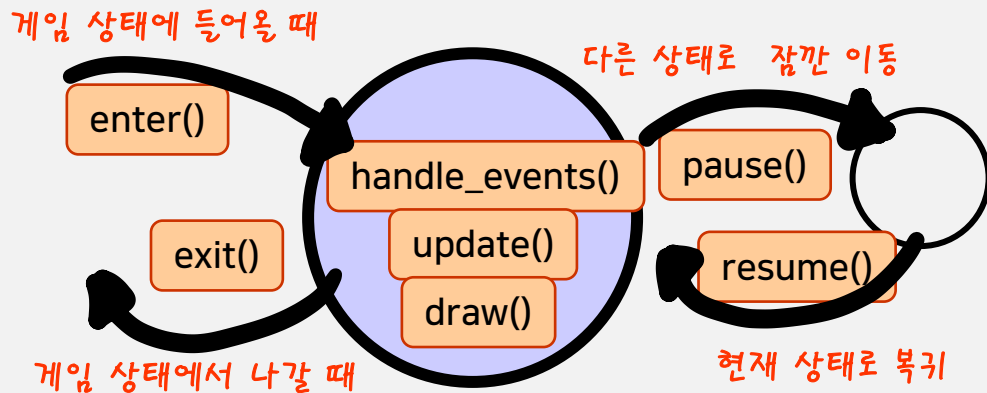 게임 상태에 들어올 때
다른 상태로 잠깐 이동
enter()
handle_events()
pause()
update()
exit()
resume()
draw()
게임 상태에서 나갈 때
현재 상태로 복귀